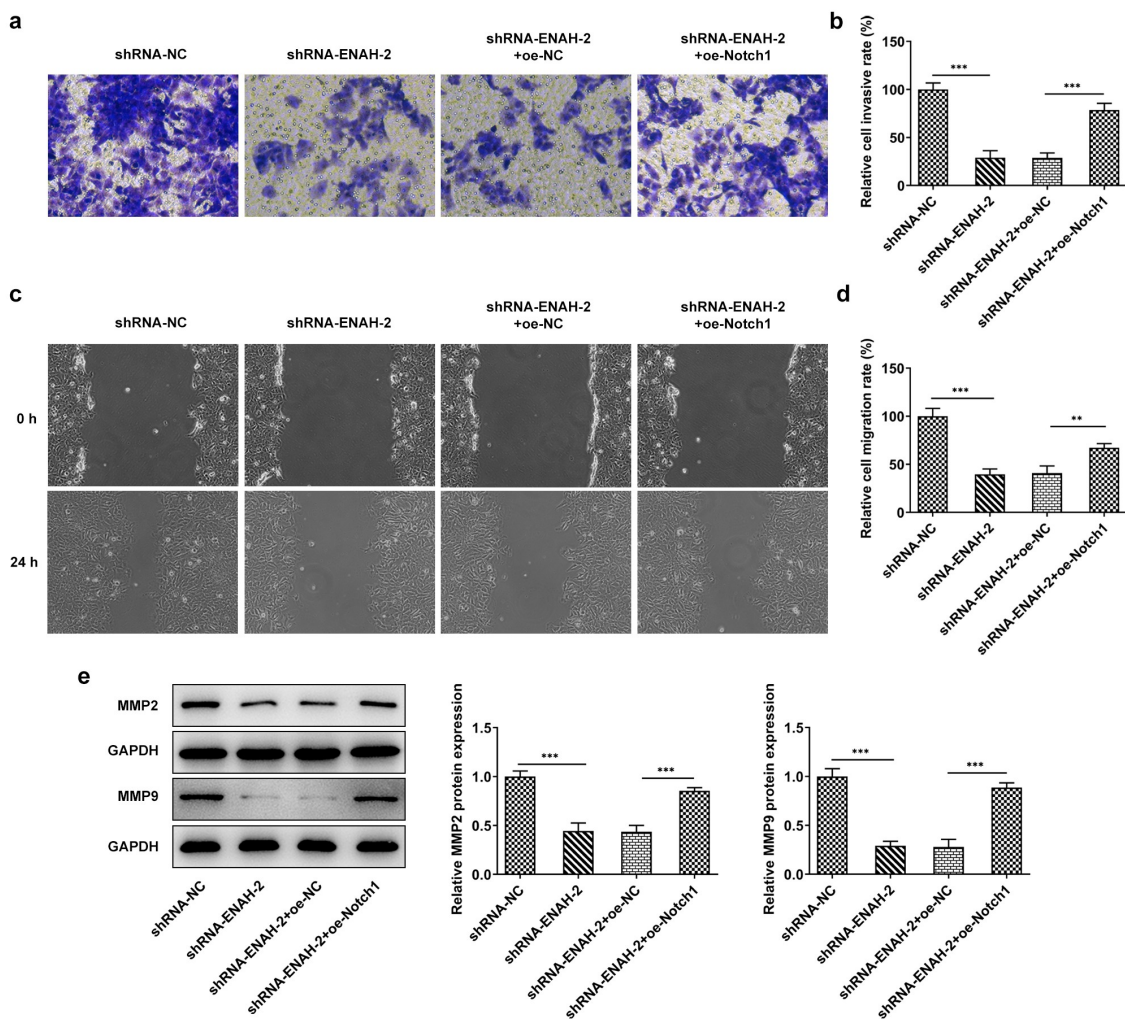 a
shRNA-NC
shRNA-ENAH-2
shRNA-ENAH-2
+oe-NC
shRNA-ENAH-2
+oe-Notch1
b
Relative cell invasive rate (%)
150
100
50
0
***
***
shRNA-NC
shRNA-ENAH-2
shRNA-ENAH-2+oe-NC
shRNA-ENAH-2+oe-Notch1
c
shRNA-NC
shRNA-ENAH-2
shRNA-ENAH-2
+oe-NC
shRNA-ENAH-2
+oe-Notch1
0 h
24 h
d
Relative cell migration rate (%)
150
100
50
0
***
**
shRNA-NC
shRNA-ENAH-2
shRNA-ENAH-2+oe-NC
shRNA-ENAH-2+oe-Notch1
e
MMP2
GAPDH
MMP9
GAPDH
shRNA-NC
shRNA-ENAH-2
shRNA-ENAH-2+oe-NC
shRNA-ENAH-2+oe-Notch1
Relative MMP2 protein expression
1.5
1.0
0.5
0.0
***
***
shRNA-NC
shRNA-ENAH-2
shRNA-ENAH-2+oe-NC
shRNA-ENAH-2+oe-Notch1
Relative MMP9 protein expression
1.5
1.0
0.5
0.0
***
***
shRNA-NC
shRNA-ENAH-2
shRNA-ENAH-2+oe-NC
shRNA-ENAH-2+oe-Notch1